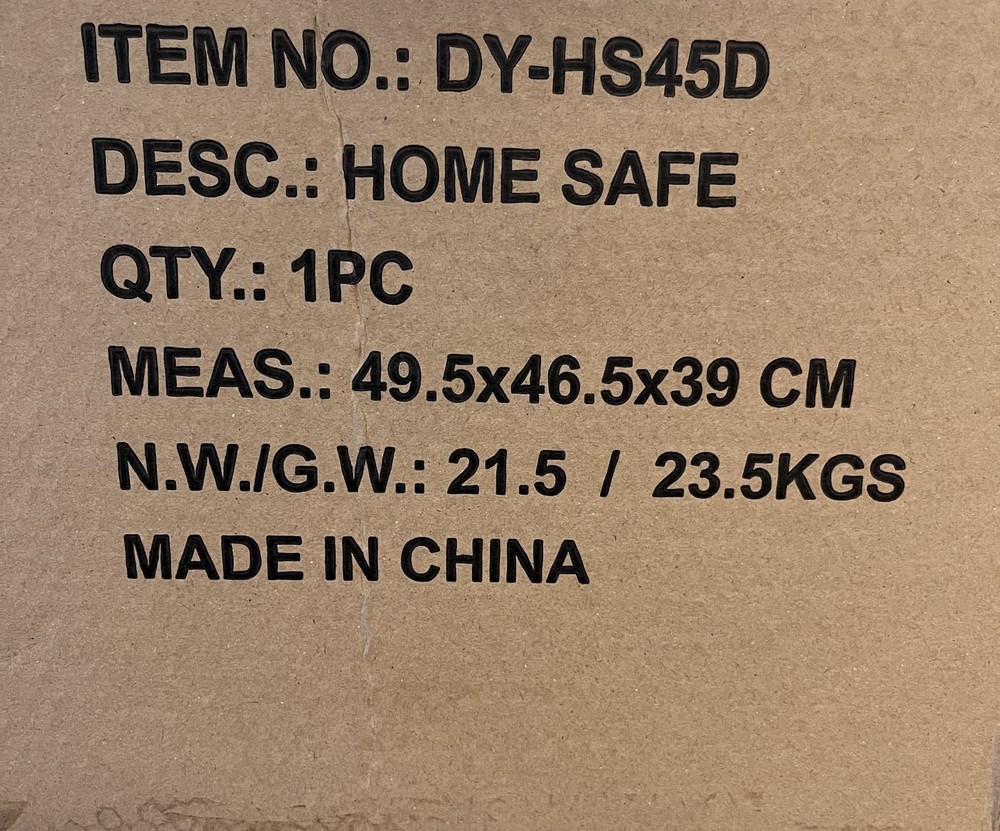 ITEM NO.: DY-HS45D
DESC.: HOME SAFE
QTY.: 1PC
MEAS.: 49.5x46.5x39 CM
N.W./G.W.: 21.5 / 23.5KGS
MADE IN CHINA